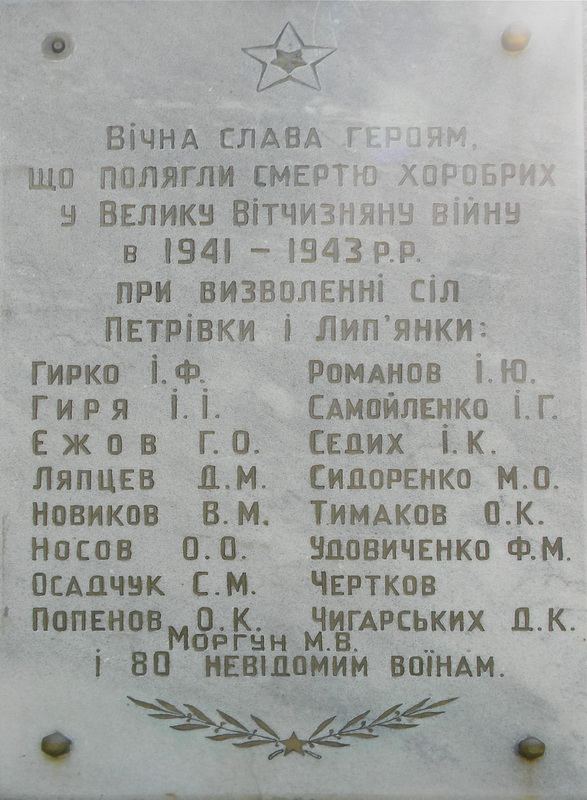 Вічна слава героям,
що полягли смертю хоробрих
у Велику Вітчизняну війну
в 1941 – 1943 р.р.
при визволенні сіл
Петрівки і Лип'янки:
Гирко І.Ф. Романов І.Ю.
Гиря І.І. Самойленко І.Г.
Єжов Г.О. Седих І.К.
Ляпцев Д.М. Сидоренко М.О.
Новиков В.М. Тимаков О.К.
Носов О.О. Удовиченко Ф.М.
Осадчук С.М. Чертков
Попенов О.К. Чигарських Д.К.
Моргун М.В.
і 80 невідомим воїнам.